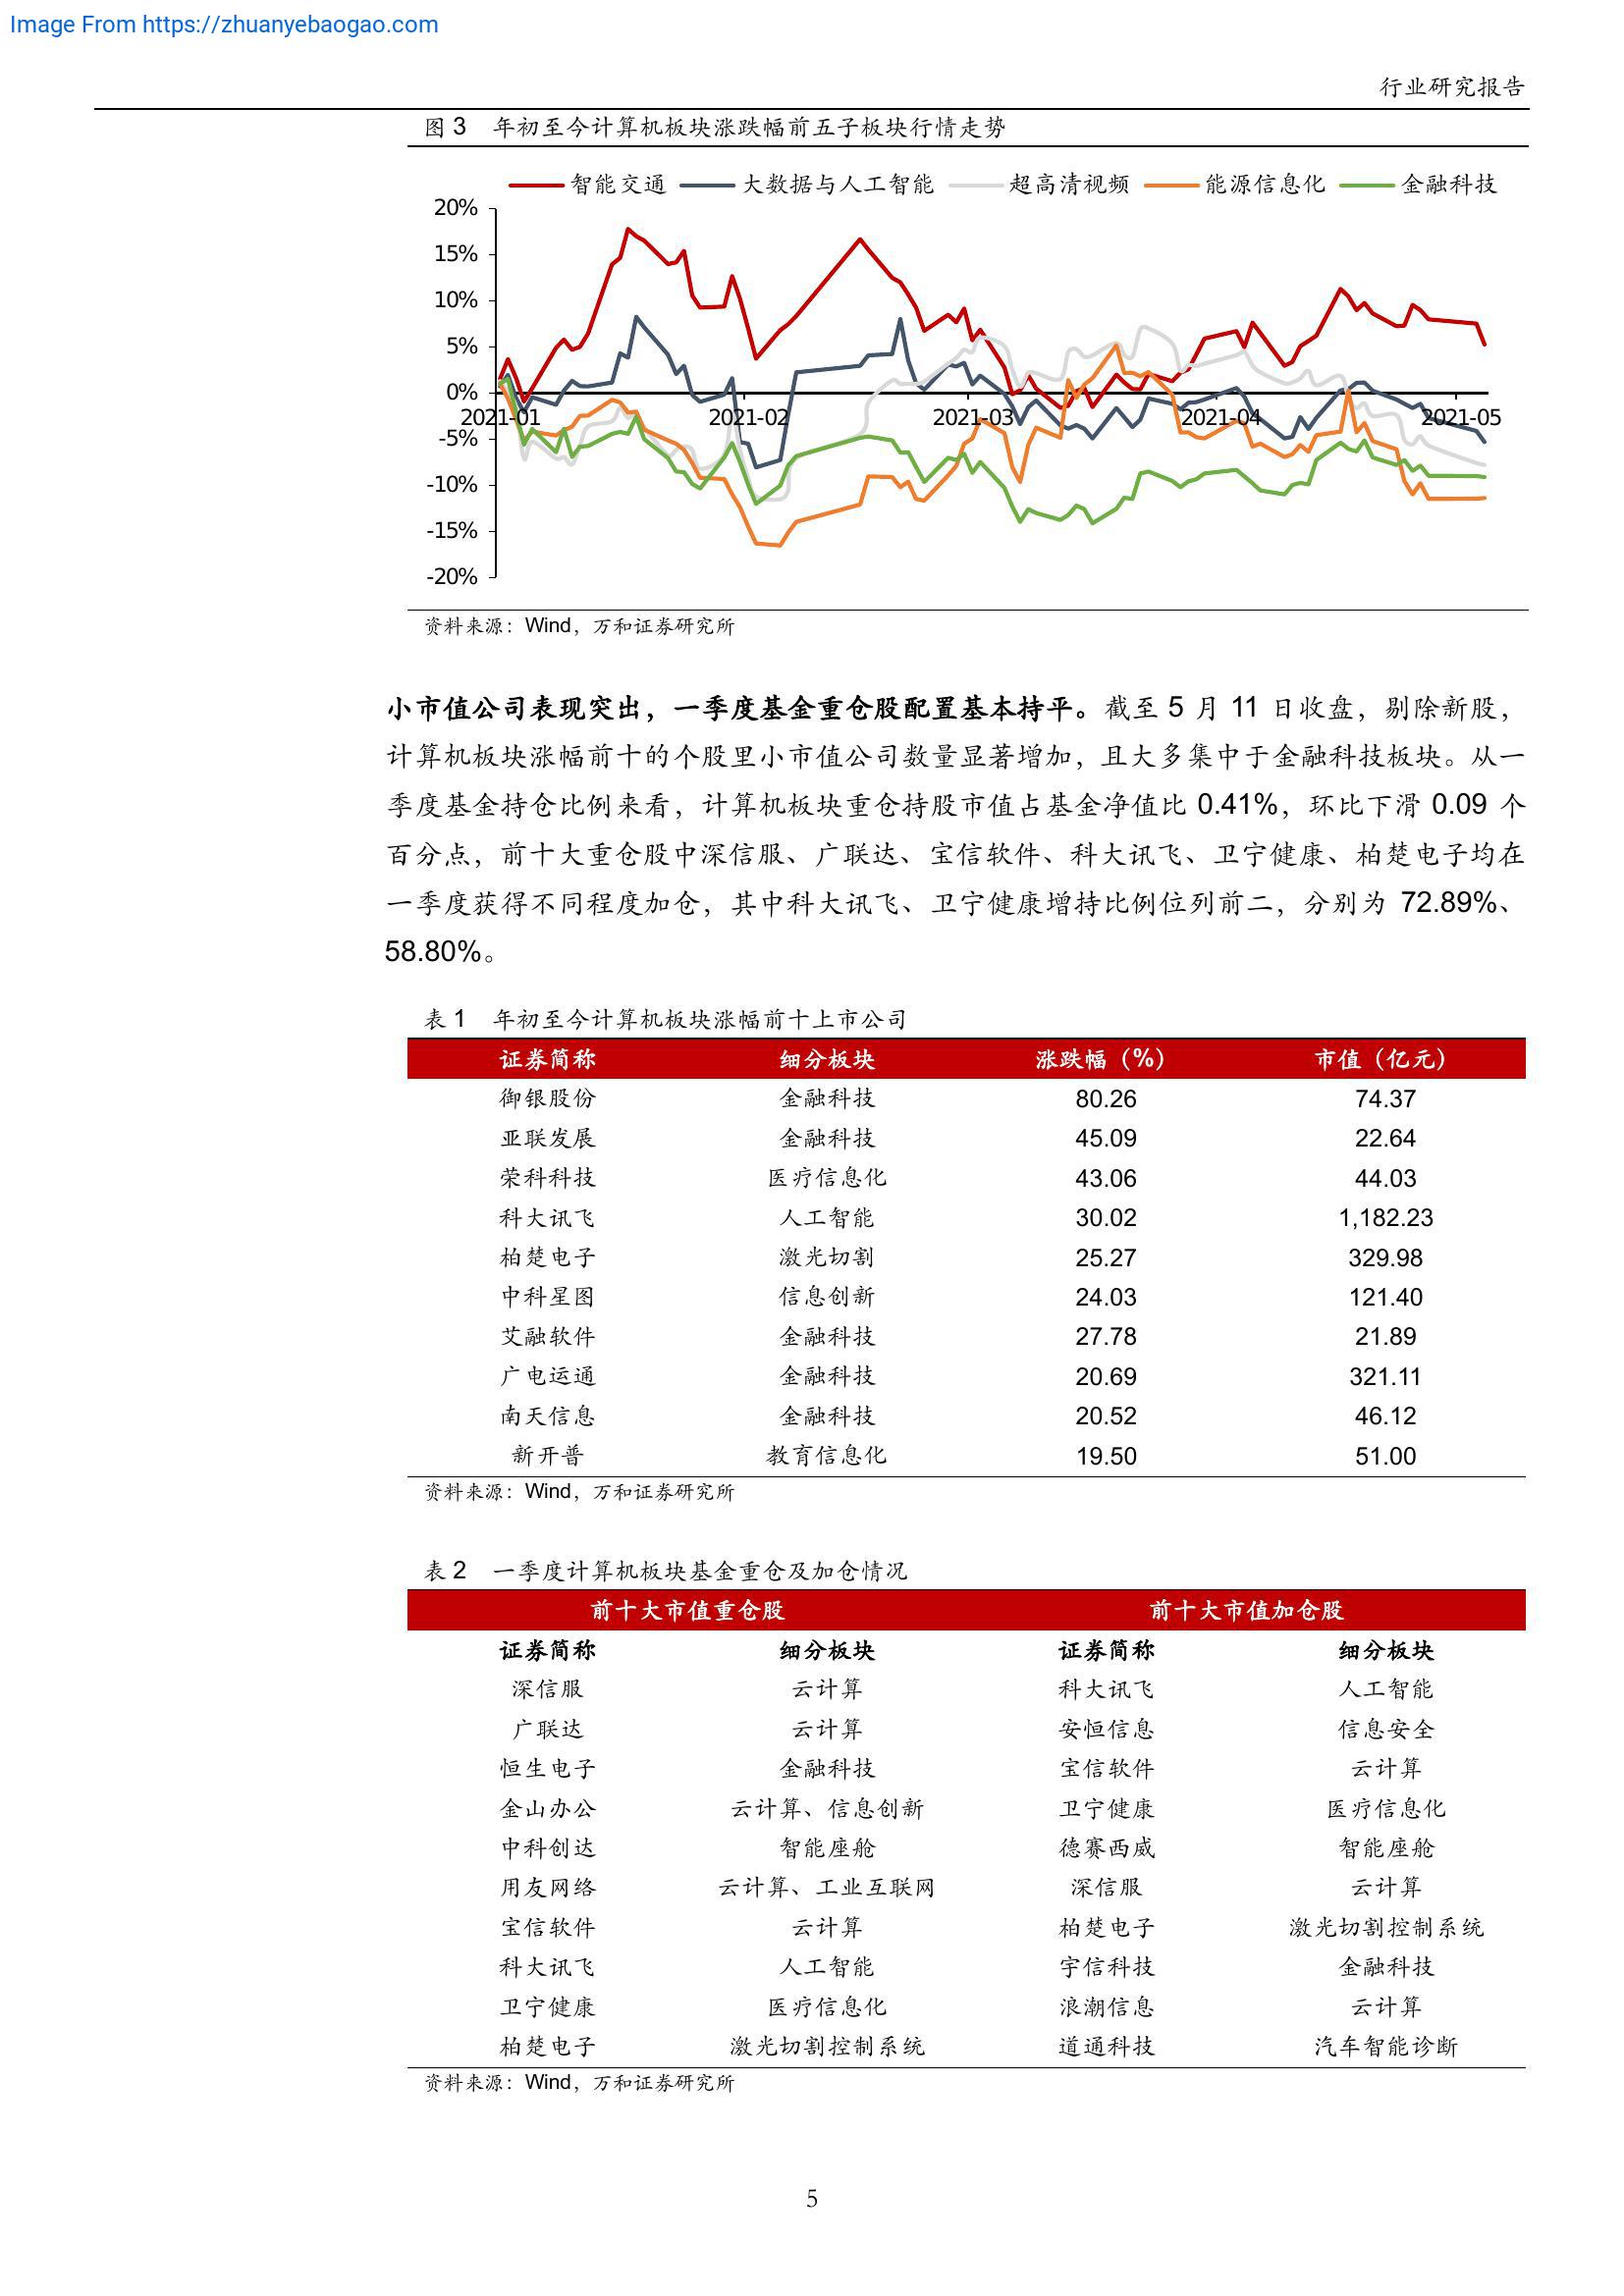 Image From https://zhuanyebaogao.com
行业研究报告
图 3 年初至今计算机板块涨跌幅前五子板块行情走势
智能交通 大数据与人工智能 超高清视频 能源信息化 金融科技
20%
15%
10%
5%
0%
2021-01 2021-02 2021-03 2021-04 2021-05
-5%
-10%
-15%
-20%
资料来源：Wind，万和证券研究所
小市值公司表现突出，一季度基金重仓股配置基本持平。截至 5 月 11 日收盘，剔除新股，
计算机板块涨幅前十的个股里小市值公司数量显著增加，且大多集中于金融科技板块。从一
季度基金持仓比例来看，计算机板块重仓持股市值占基金净值比 0.41%，环比下滑 0.09 个
百分点，前十大重仓股中深信服、广联达、宝信软件、科大讯飞、卫宁健康、柏楚电子均在
一季度获得不同程度加仓，其中科大讯飞、卫宁健康增持比例位列前二，分别为 72.89%、
58.80%。
表 1 年初至今计算机板块涨幅前十上市公司
证券简称 细分板块 涨跌幅（%） 市值（亿元）
御银股份 金融科技 80.26 74.37
亚联发展 金融科技 45.09 22.64
荣科科技 医疗信息化 43.06 44.03
科大讯飞 人工智能 30.02 1,182.23
柏楚电子 激光切割 25.27 329.98
中科星图 信息创新 24.03 121.40
艾融软件 金融科技 27.78 21.89
广电运通 金融科技 20.69 321.11
南天信息 金融科技 20.52 46.12
新开普 教育信息化 19.50 51.00
资料来源：Wind，万和证券研究所
表 2 一季度计算机板块基金重仓及加仓情况
前十大市值重仓股 前十大市值加仓股
证券简称 细分板块 证券简称 细分板块
深信服 云计算 科大讯飞 人工智能
广联达 云计算 安恒信息 信息安全
恒生电子 金融科技 宝信软件 云计算
金山办公 云计算、信息创新 卫宁健康 医疗信息化
中科创达 智能座舱 德赛西威 智能座舱
用友网络 云计算、工业互联网 深信服 云计算
宝信软件 云计算 柏楚电子 激光切割控制系统
科大讯飞 人工智能 宇信科技 金融科技
卫宁健康 医疗信息化 浪潮信息 云计算
柏楚电子 激光切割控制系统 道通科技 汽车智能诊断
资料来源：Wind，万和证券研究所
5